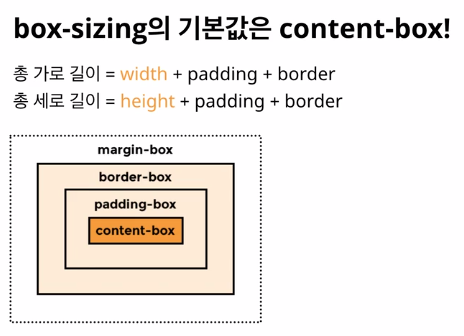 box-sizing의 기본값은 content-box!
총 가로 길이 = width + padding + border
총 세로 길이 = height + padding + border
margin-box
border-box
padding-box
content-box